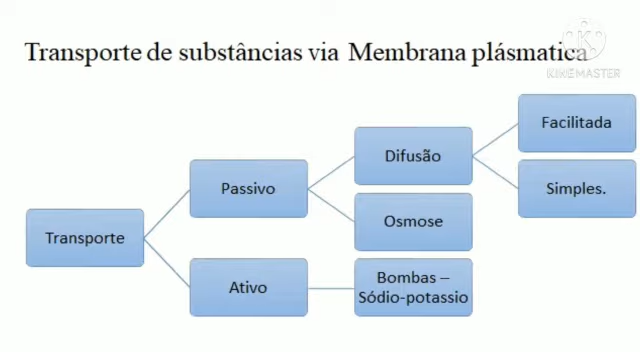 Transporte de substâncias via Membrana plásmatica
K
KINEMASTER
Facilitada
Difusão
Simples.
Passivo
Osmose
Transporte
Ativo
Bombas –
Sódio-potassio